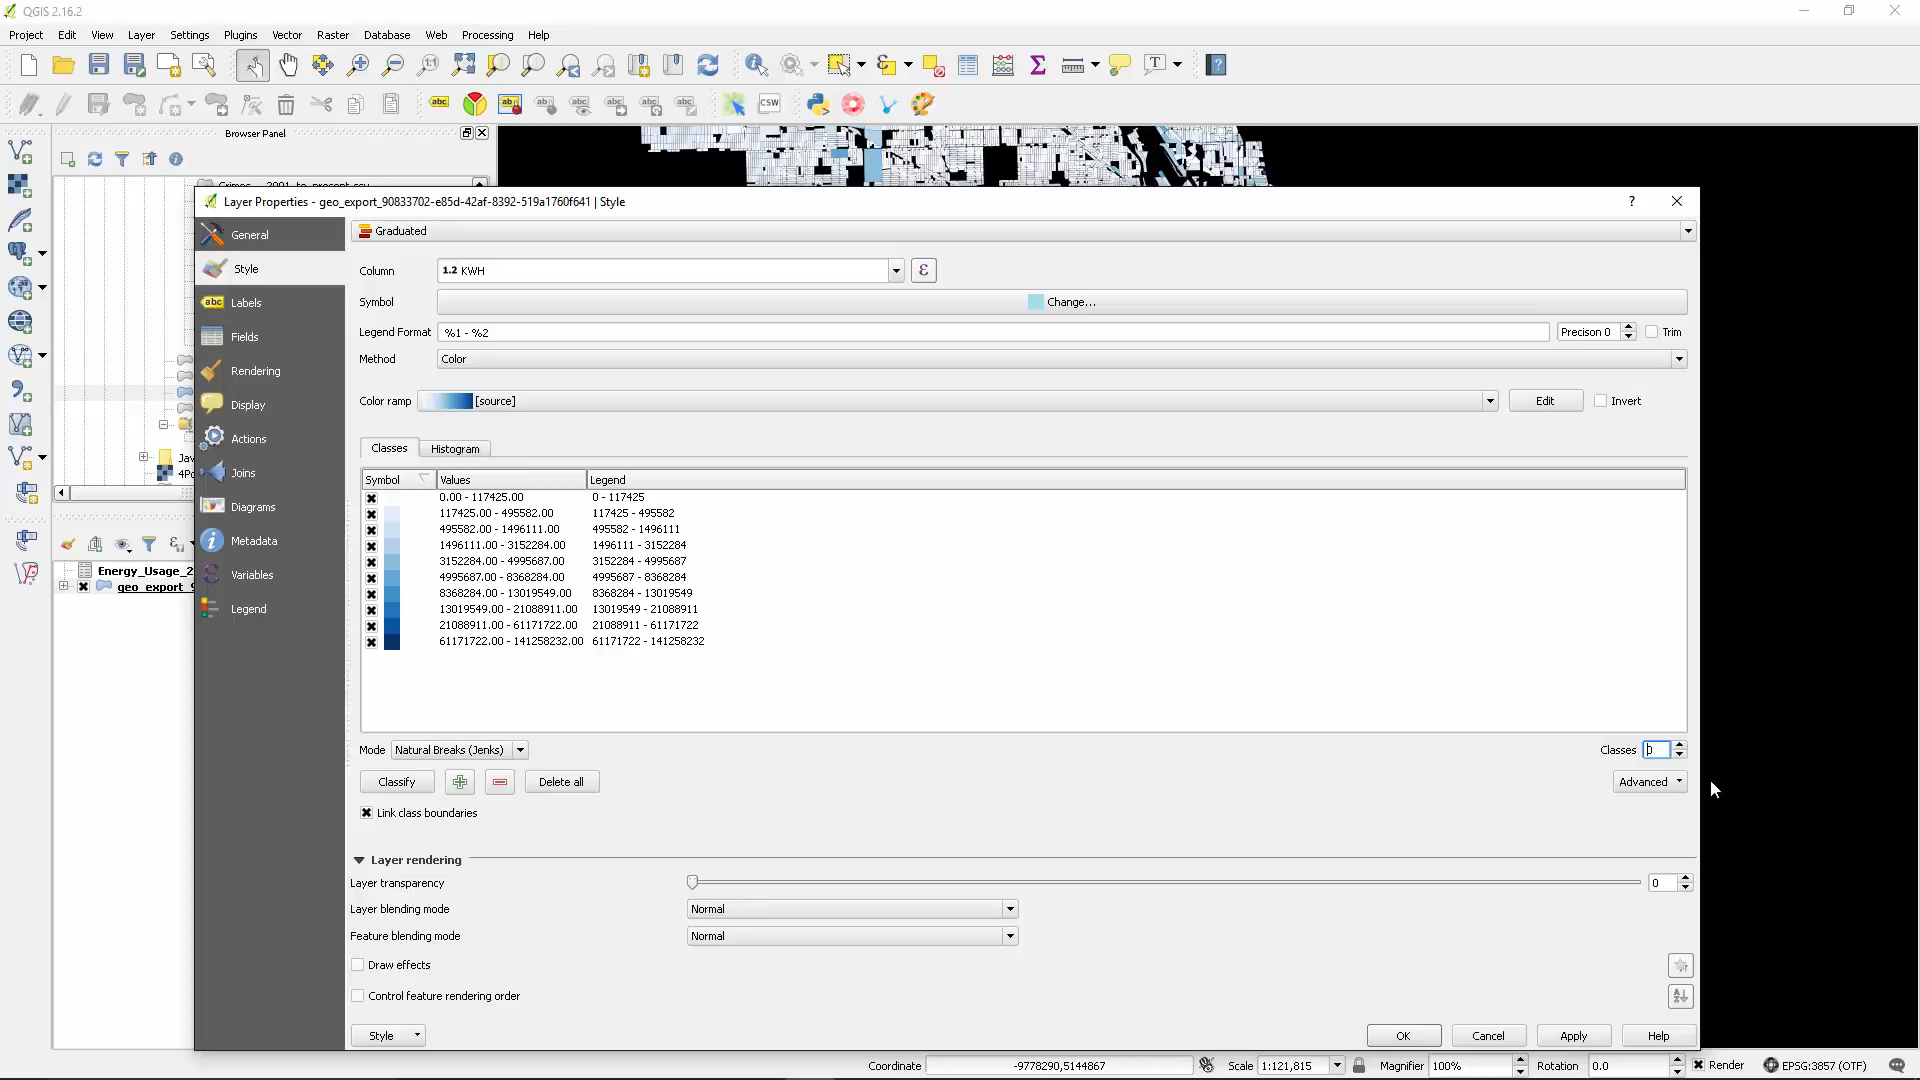 QGIS 2.16.2
Project Edit View Layer Settings Plugins Vector Raster Database Web Processing Help
Browser Panel
Layer Properties - geo_export_90833702-e85d-42af-8392-519a1760f641 | Style
General
Style
Labels
Fields
Rendering
Display
Actions
Joins
Diagrams
Metadata
Variables
Legend
Graduated
Column 1.2 KWH ε
Symbol Change...
Legend Format %1 - %2 Precison 0 Trim
Method Color
Color ramp [source] Edit Invert
Classes Histogram
Symbol Values Legend
0.00 - 117425.00 0 - 117425
117425.00 - 495582.00 117425 - 495582
495582.00 - 1496111.00 495582 - 1496111
1496111.00 - 3152284.00 1496111 - 3152284
3152284.00 - 4995687.00 3152284 - 4995687
4995687.00 - 8368284.00 4995687 - 8368284
8368284.00 - 13019549.00 8368284 - 13019549
13019549.00 - 21088911.00 13019549 - 21088911
21088911.00 - 61171722.00 21088911 - 61171722
61171722.00 - 141258232.00 61171722 - 141258232
Mode Natural Breaks (Jenks) Classes
Classify Delete all Advanced
Link class boundaries
Layer rendering
Layer transparency 0
Layer blending mode Normal
Feature blending mode Normal
Draw effects
Control feature rendering order
Style OK Cancel Apply Help
Energy_Usage_2
geo_export_9
Coordinate -9778290,5144867 Scale 1:121,815 Magnifier 100% Rotation 0.0 Render EPSG:3857 (OTF)